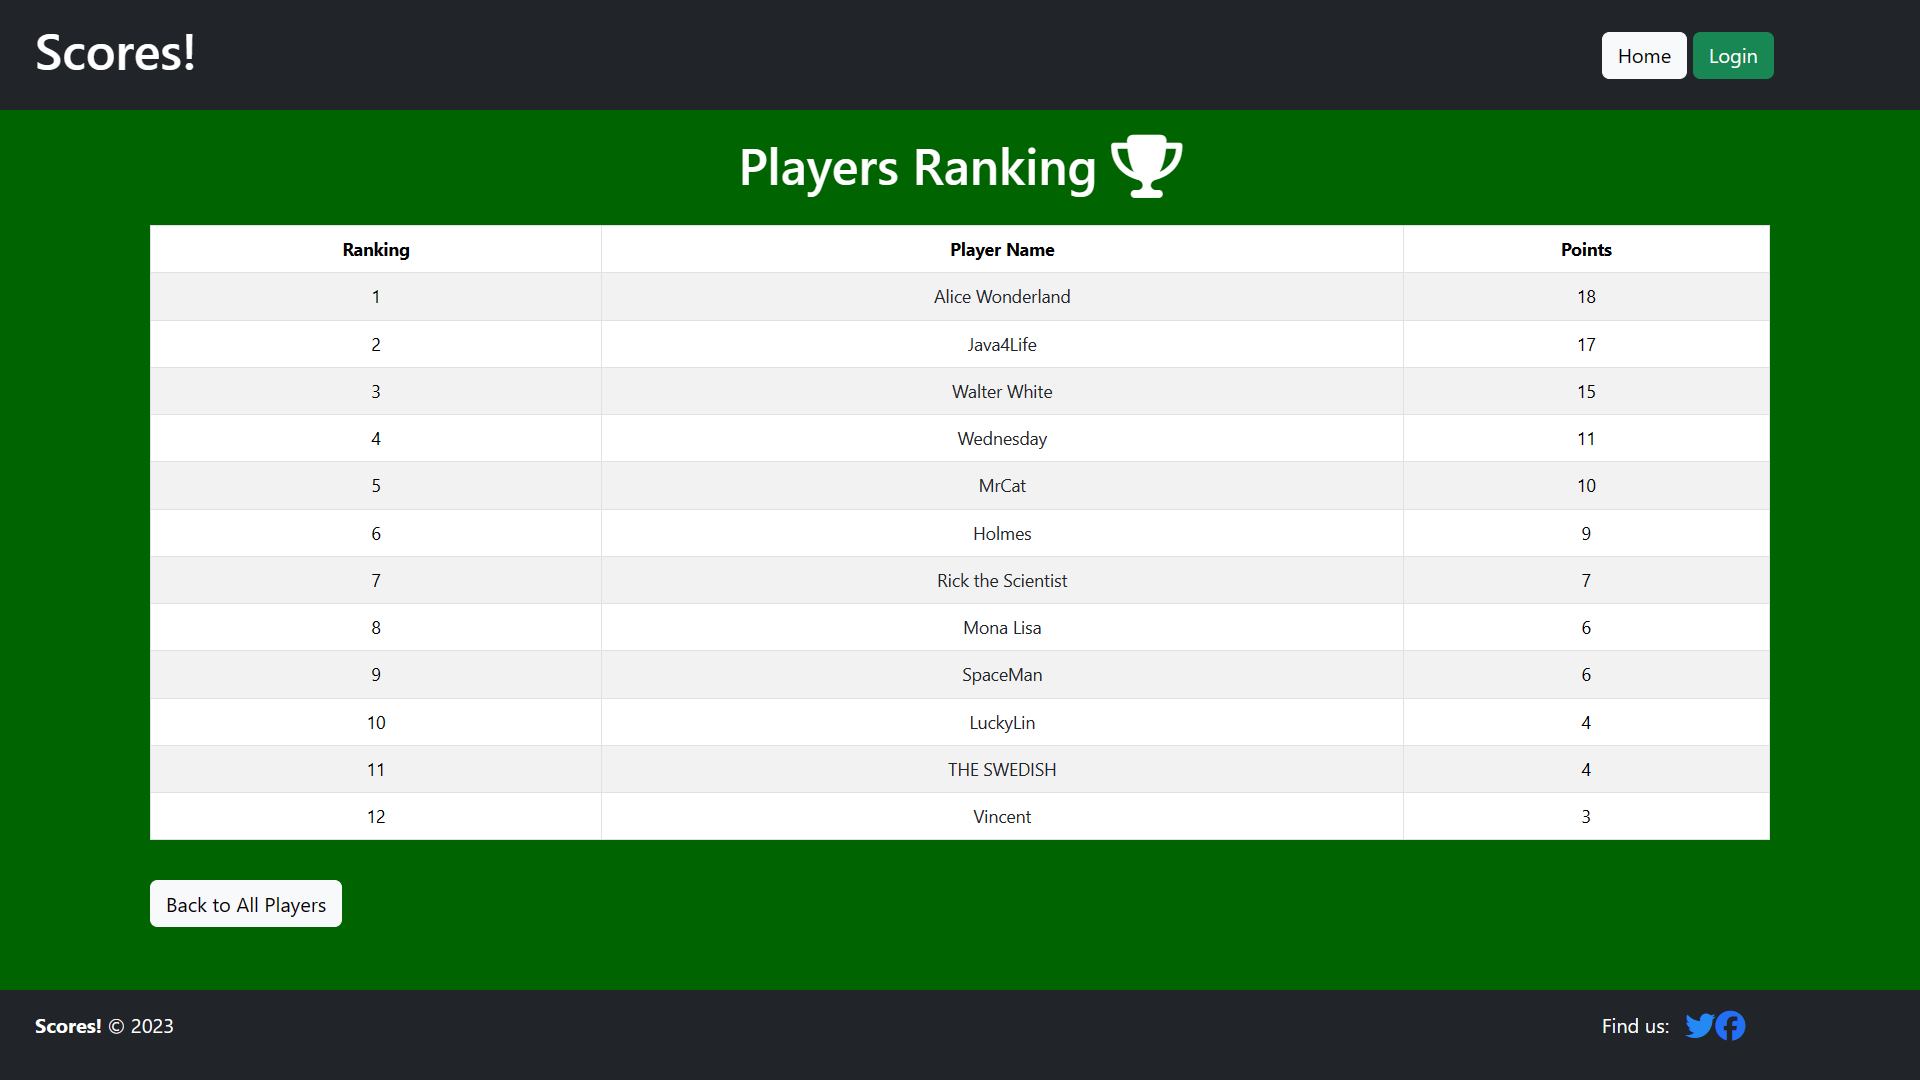 Scores!
Home Login
Players Ranking
Ranking Player Name Points
1 Alice Wonderland 18
2 Java4Life 17
3 Walter White 15
4 Wednesday 11
5 MrCat 10
6 Holmes 9
7 Rick the Scientist 7
8 Mona Lisa 6
9 SpaceMan 6
10 LuckyLin 4
11 THE SWEDISH 4
12 Vincent 3
Back to All Players
Scores! © 2023 Find us: